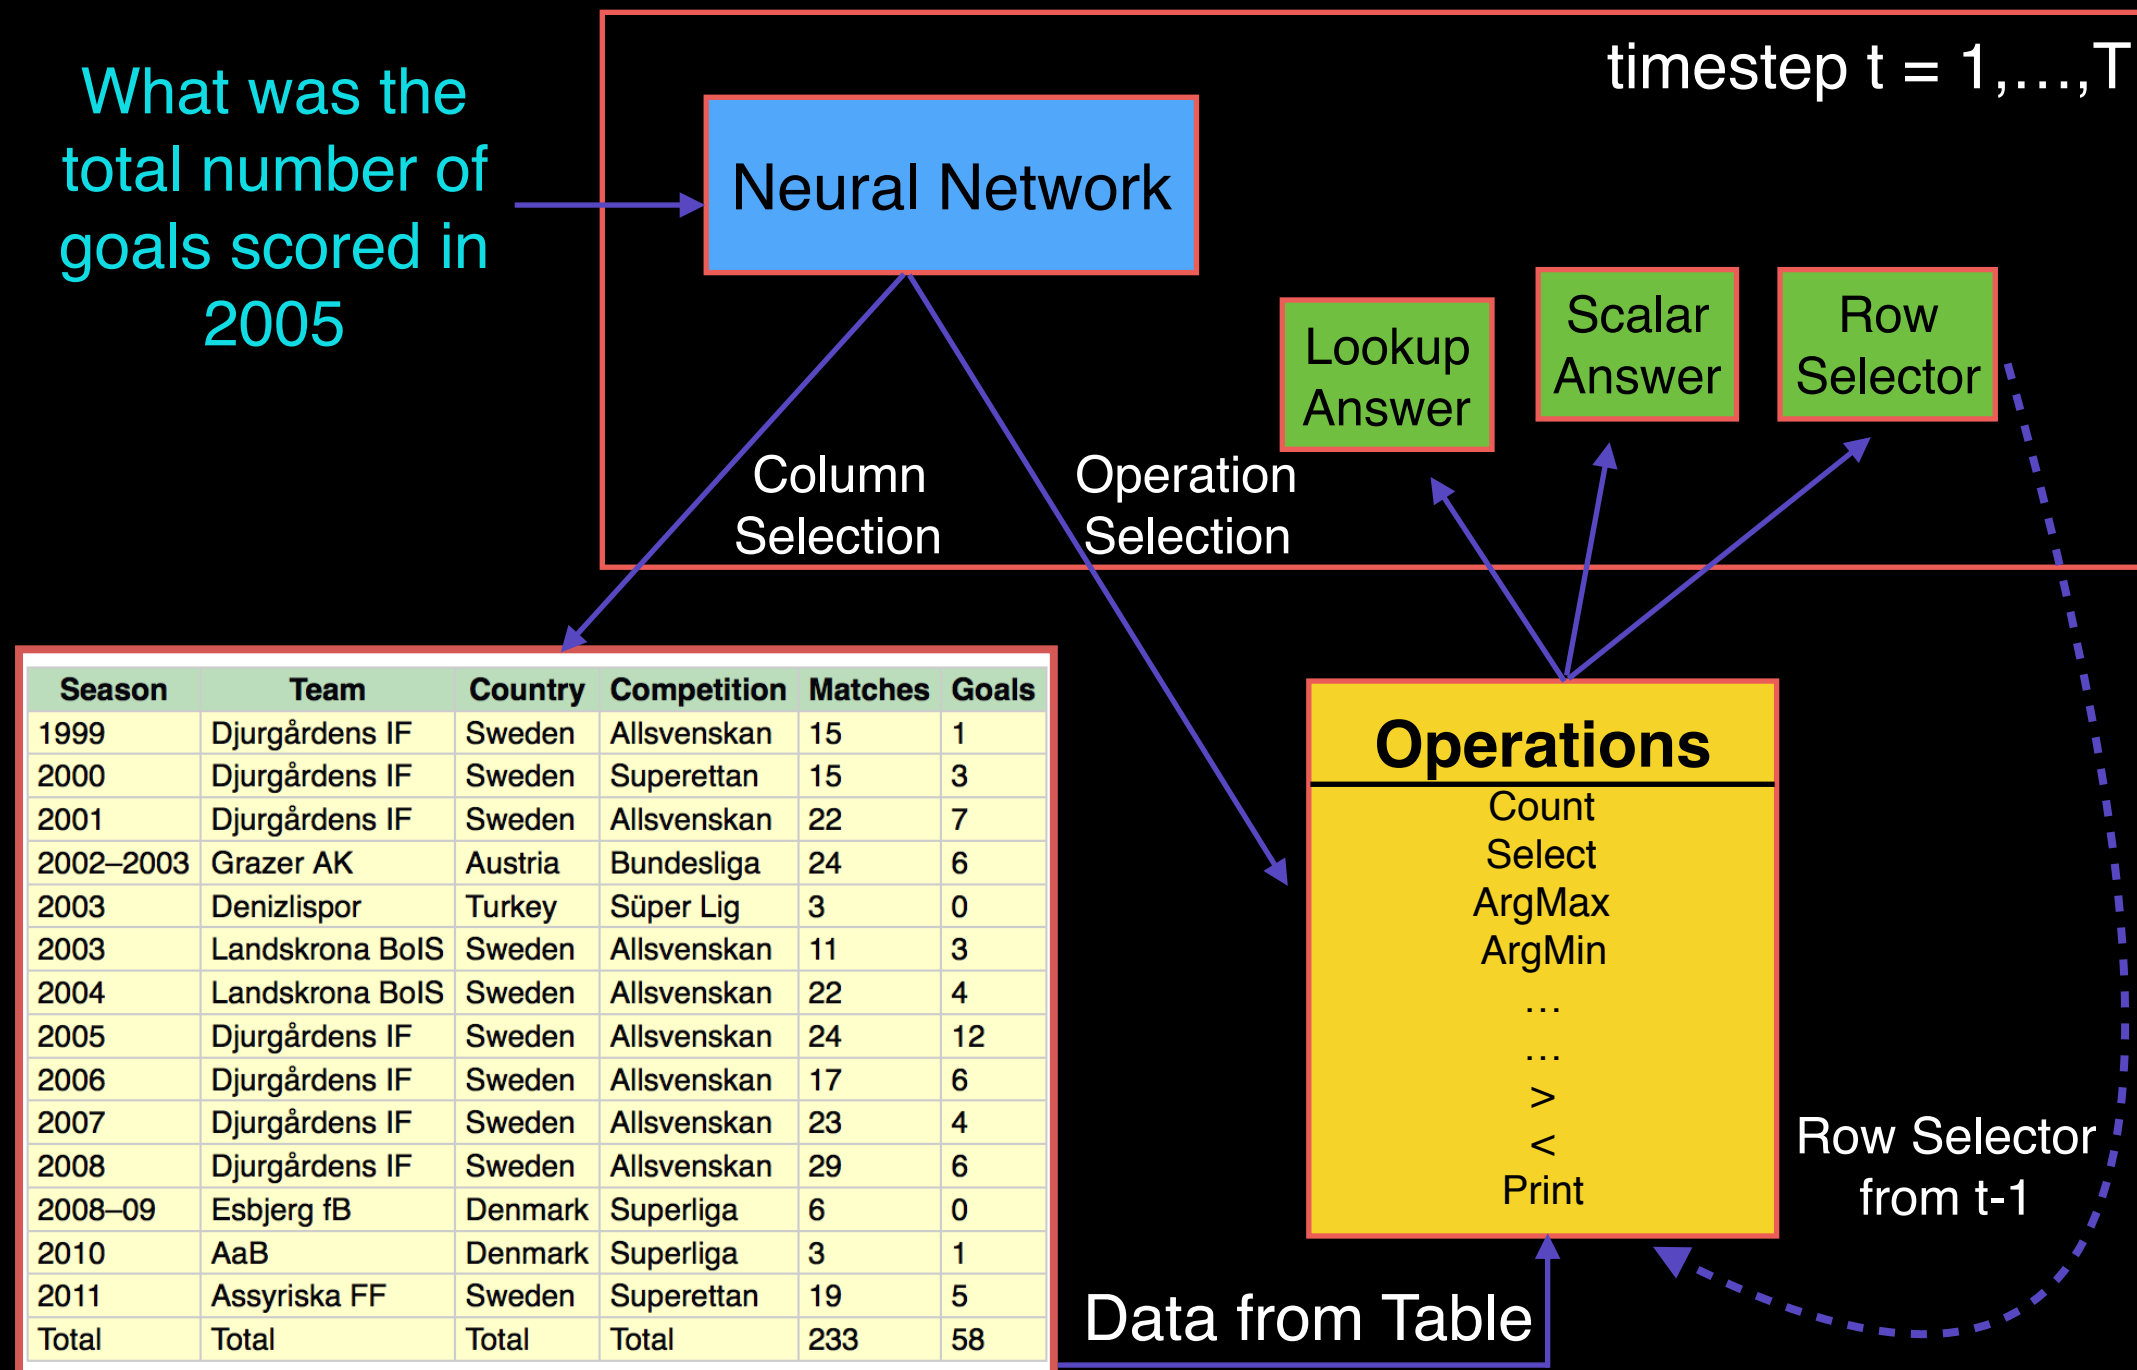 What was the
total number of
goals scored in
2005
timestep t = 1,…,T
Neural Network
Lookup
Answer
Scalar
Answer
Row
Selector
Column
Selection
Operation
Selection
Season Team Country Competition Matches Goals
1999 Djurgårdens IF Sweden Allsvenskan 15 1
2000 Djurgårdens IF Sweden Superettan 15 3
2001 Djurgårdens IF Sweden Allsvenskan 22 7
2002–2003 Grazer AK Austria Bundesliga 24 6
2003 Denizlispor Turkey Süper Lig 3 0
2003 Landskrona BoIS Sweden Allsvenskan 11 3
2004 Landskrona BoIS Sweden Allsvenskan 22 4
2005 Djurgårdens IF Sweden Allsvenskan 24 12
2006 Djurgårdens IF Sweden Allsvenskan 17 6
2007 Djurgårdens IF Sweden Allsvenskan 23 4
2008 Djurgårdens IF Sweden Allsvenskan 29 6
2008–09 Esbjerg fB Denmark Superliga 6 0
2010 AaB Denmark Superliga 3 1
2011 Assyriska FF Sweden Superettan 19 5
Total Total Total Total 233 58
Operations
Count
Select
ArgMax
ArgMin
…
…
>
<
Print
Row Selector
from t-1
Data from Table